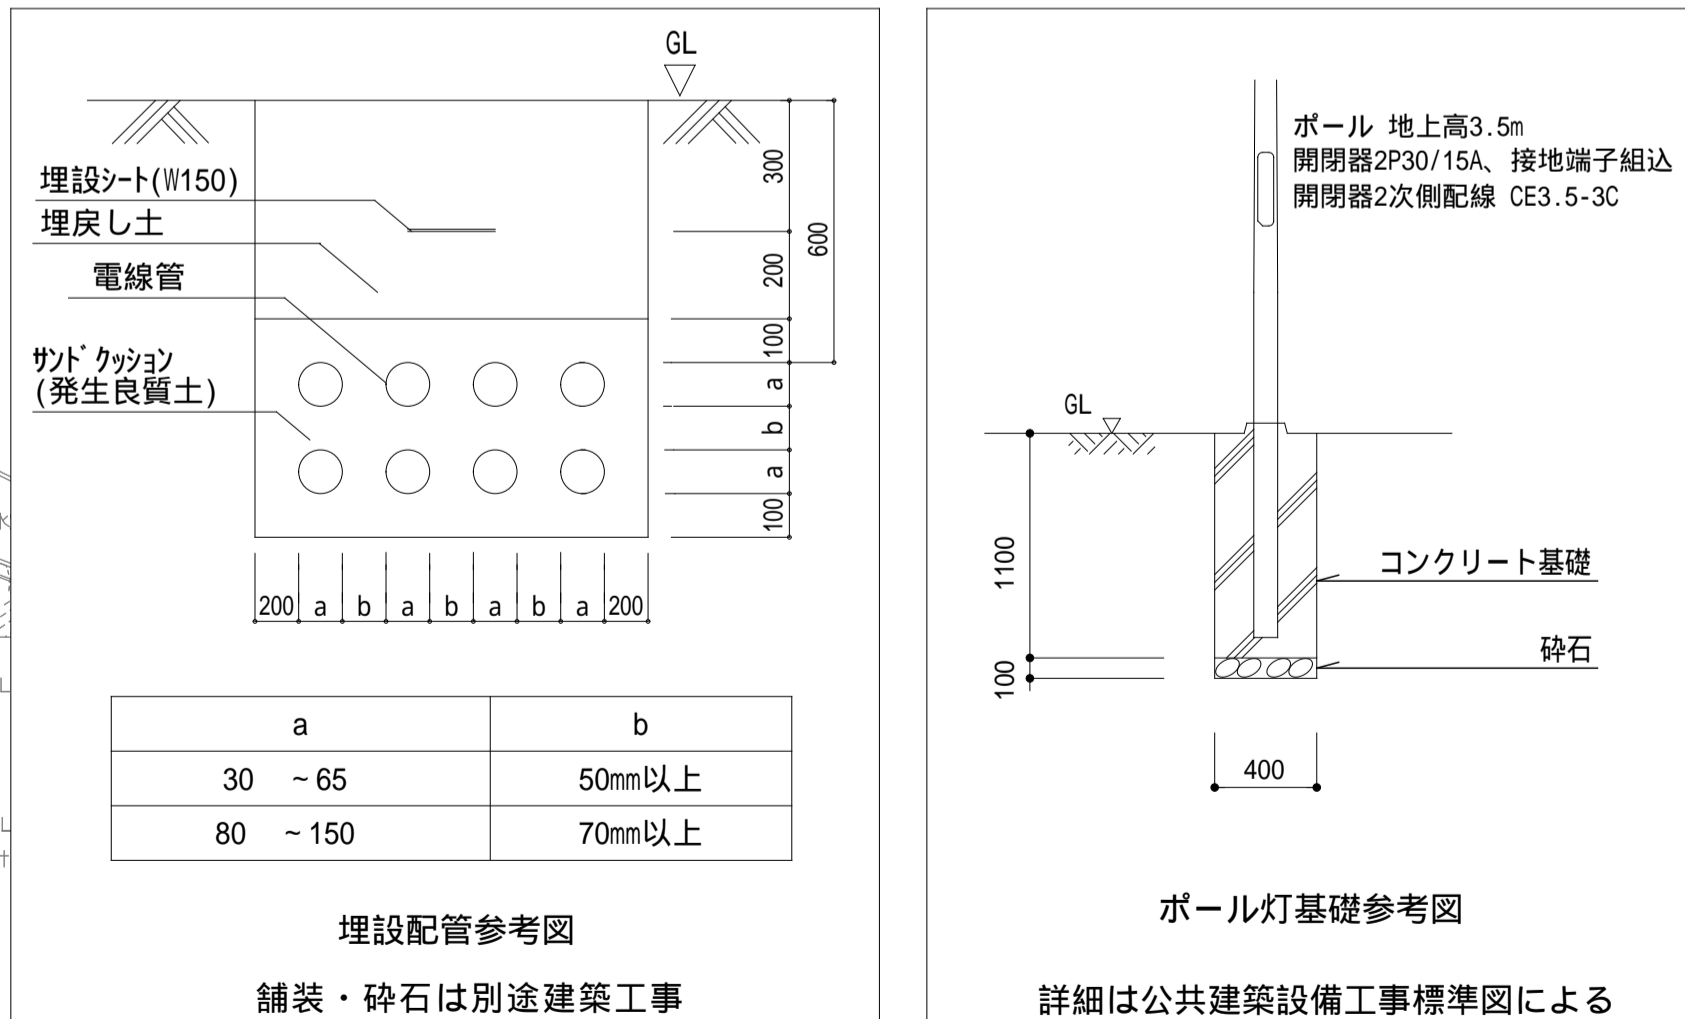 GL
埋設シート(W150)
埋戻し土
電線管
サンドクッション
(発生良質土)
300
200
100
a
b
a
100
600
200 a b a b a b a 200
a b
30 ~65 50mm以上
80 ~150 70mm以上
埋設配管参考図
舗装・砕石は別途建築工事
ポール 地上高3.5m
開閉器2P30/15A、接地端子組込
開閉器2次側配線 CE3.5-3C
GL
1100
100
コンクリート基礎
砕石
400
ポール灯基礎参考図
詳細は公共建築設備工事標準図による